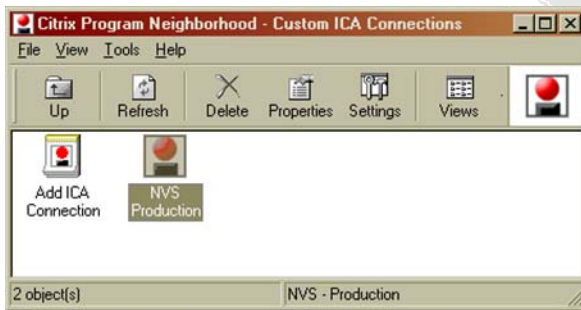 Citrix Program Neighborhood - Custom ICA Connections
File View Tools Help
Up Refresh Delete Properties Settings Views
Add ICA Connection
NVS Production
2 object(s) NVS - Production